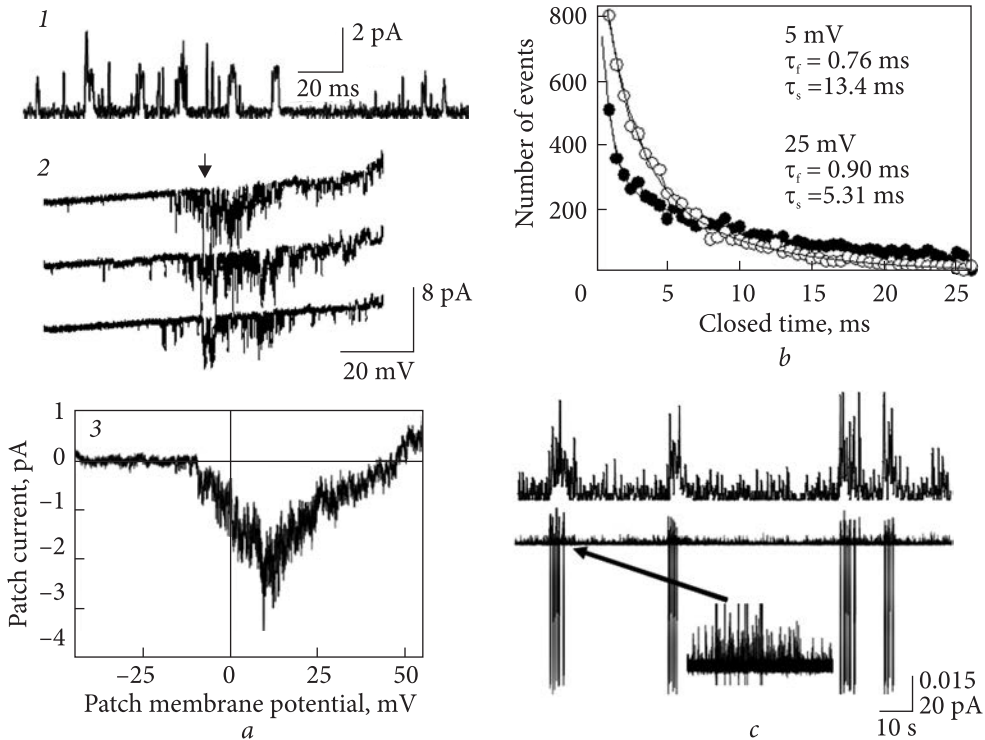 1
2 pA
20 ms
2
8 pA
20 mV
3
Patch current, pA
1
0
−1
−2
−3
−4
−25
0
25
50
Patch membrane potential, mV
a
Number of events
800
600
400
200
0
5
10
15
20
25
5 mV
τf = 0.76 ms
τs = 13.4 ms
25 mV
τf = 0.90 ms
τs = 5.31 ms
Closed time, ms
b
0.015
20 pA
10 s
c